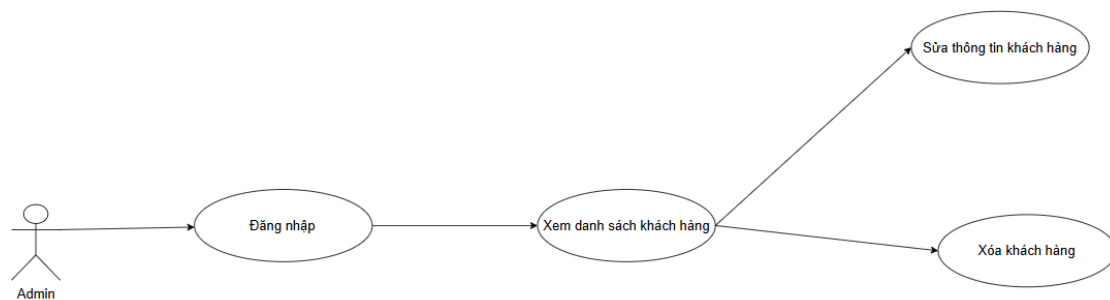 Sửa thông tin khách hàng
Đăng nhập
Xem danh sách khách hàng
Xóa khách hàng
Admin